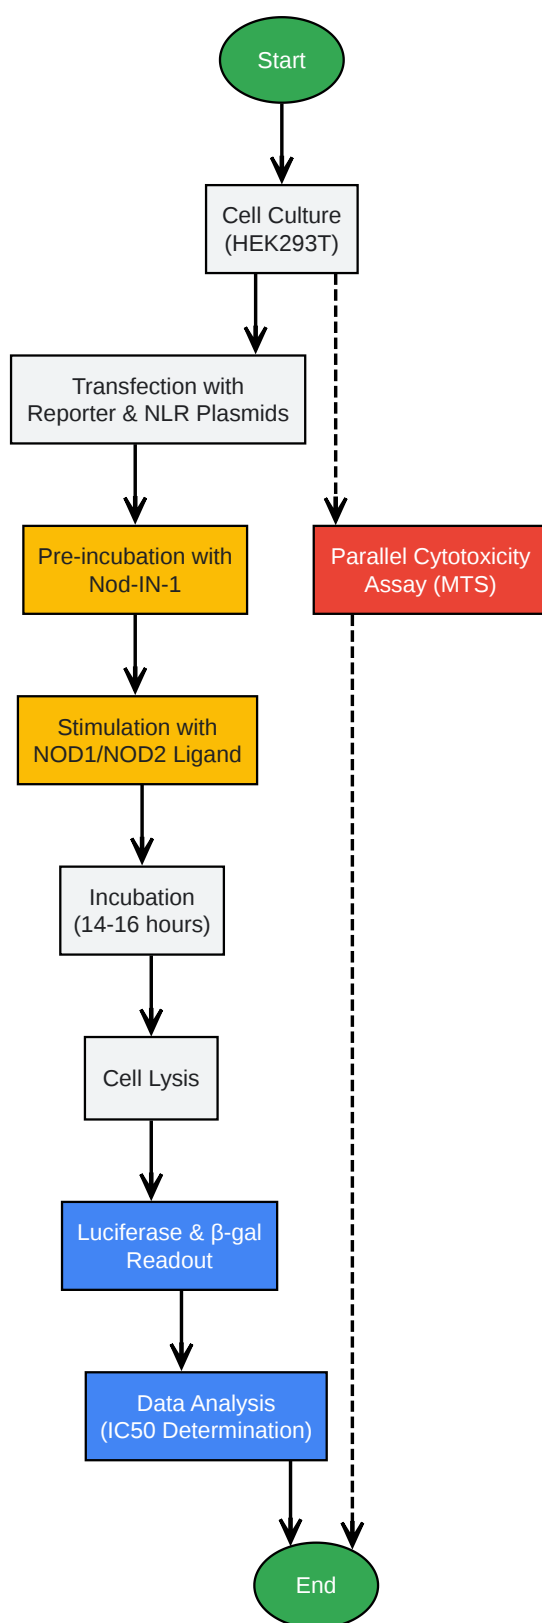 Start
Cell Culture
(HEK293T)
Transfection with
Reporter & NLR Plasmids
Pre-incubation with
Nod-IN-1
Parallel Cytotoxicity
Assay (MTS)
Stimulation with
NOD1/NOD2 Ligand
Incubation
(14-16 hours)
Cell Lysis
Luciferase & β-gal
Readout
Data Analysis
(IC50 Determination)
End